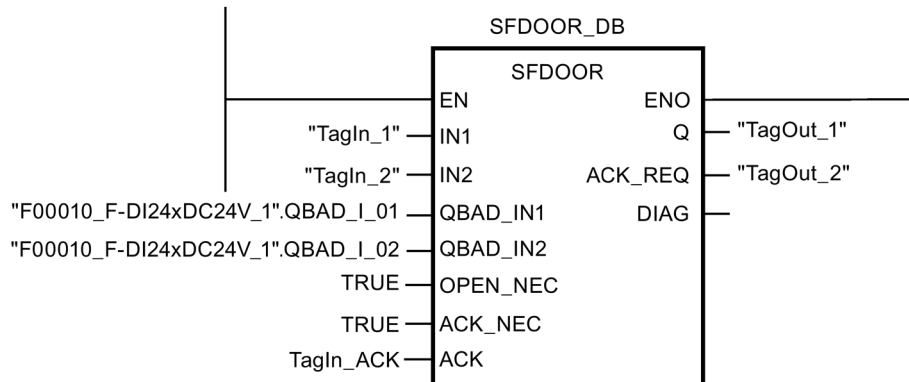 SFDOOR_DB
SFDOOR
EN ENO
"TagIn_1" IN1 Q "TagOut_1"
"TagIn_2" IN2 ACK_REQ "TagOut_2"
"F00010_F-DI24xDC24V_1".QBAD_I_01 QBAD_IN1 DIAG
"F00010_F-DI24xDC24V_1".QBAD_I_02 QBAD_IN2
TRUE OPEN_NEC
TRUE ACK_NEC
TagIn_ACK ACK